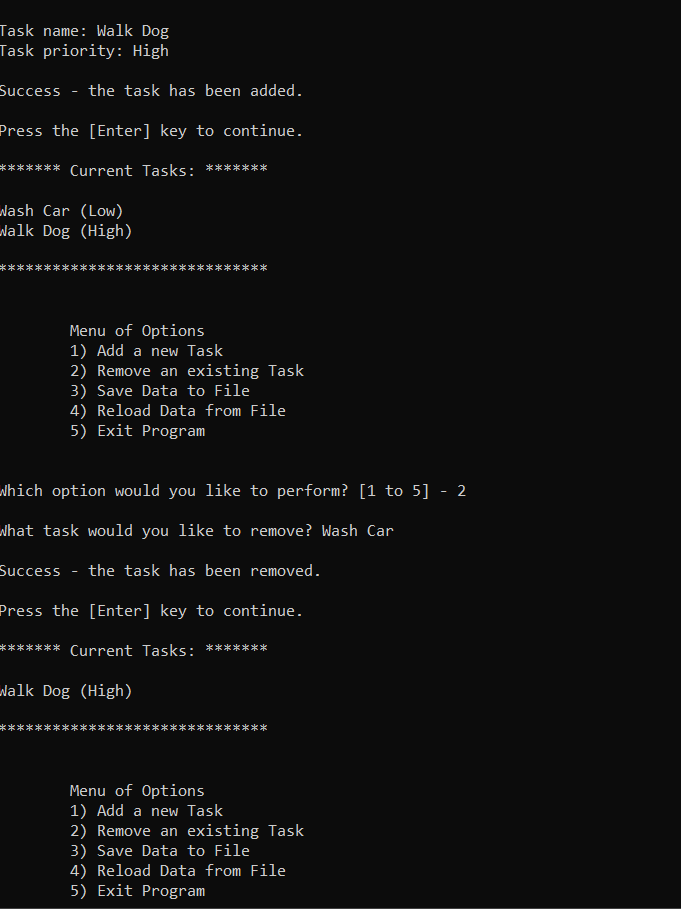 Task name: Walk Dog
Task priority: High
Success - the task has been added.
Press the [Enter] key to continue.
******* Current Tasks: *******
Wash Car (Low)
Walk Dog (High)
******************************
Menu of Options
1) Add a new Task
2) Remove an existing Task
3) Save Data to File
4) Reload Data from File
5) Exit Program
Which option would you like to perform? [1 to 5] - 2
What task would you like to remove? Wash Car
Success - the task has been removed.
Press the [Enter] key to continue.
******* Current Tasks: *******
Walk Dog (High)
******************************
Menu of Options
1) Add a new Task
2) Remove an existing Task
3) Save Data to File
4) Reload Data from File
5) Exit Program